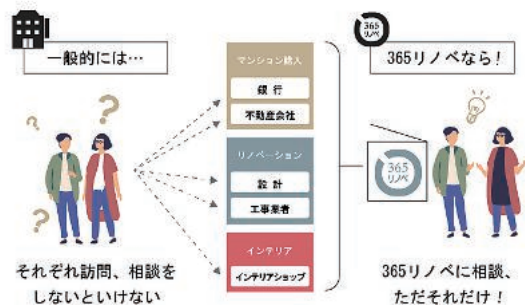 一般的には…
マンション購入
銀行
不動産会社
リノベーション
設計
工事業者
インテリア
インテリアショップ
それぞれ訪問、相談を
しないといけない
365
リノベ
365リノベなら！
365
リノベ
365リノベに相談、
ただそれだけ！